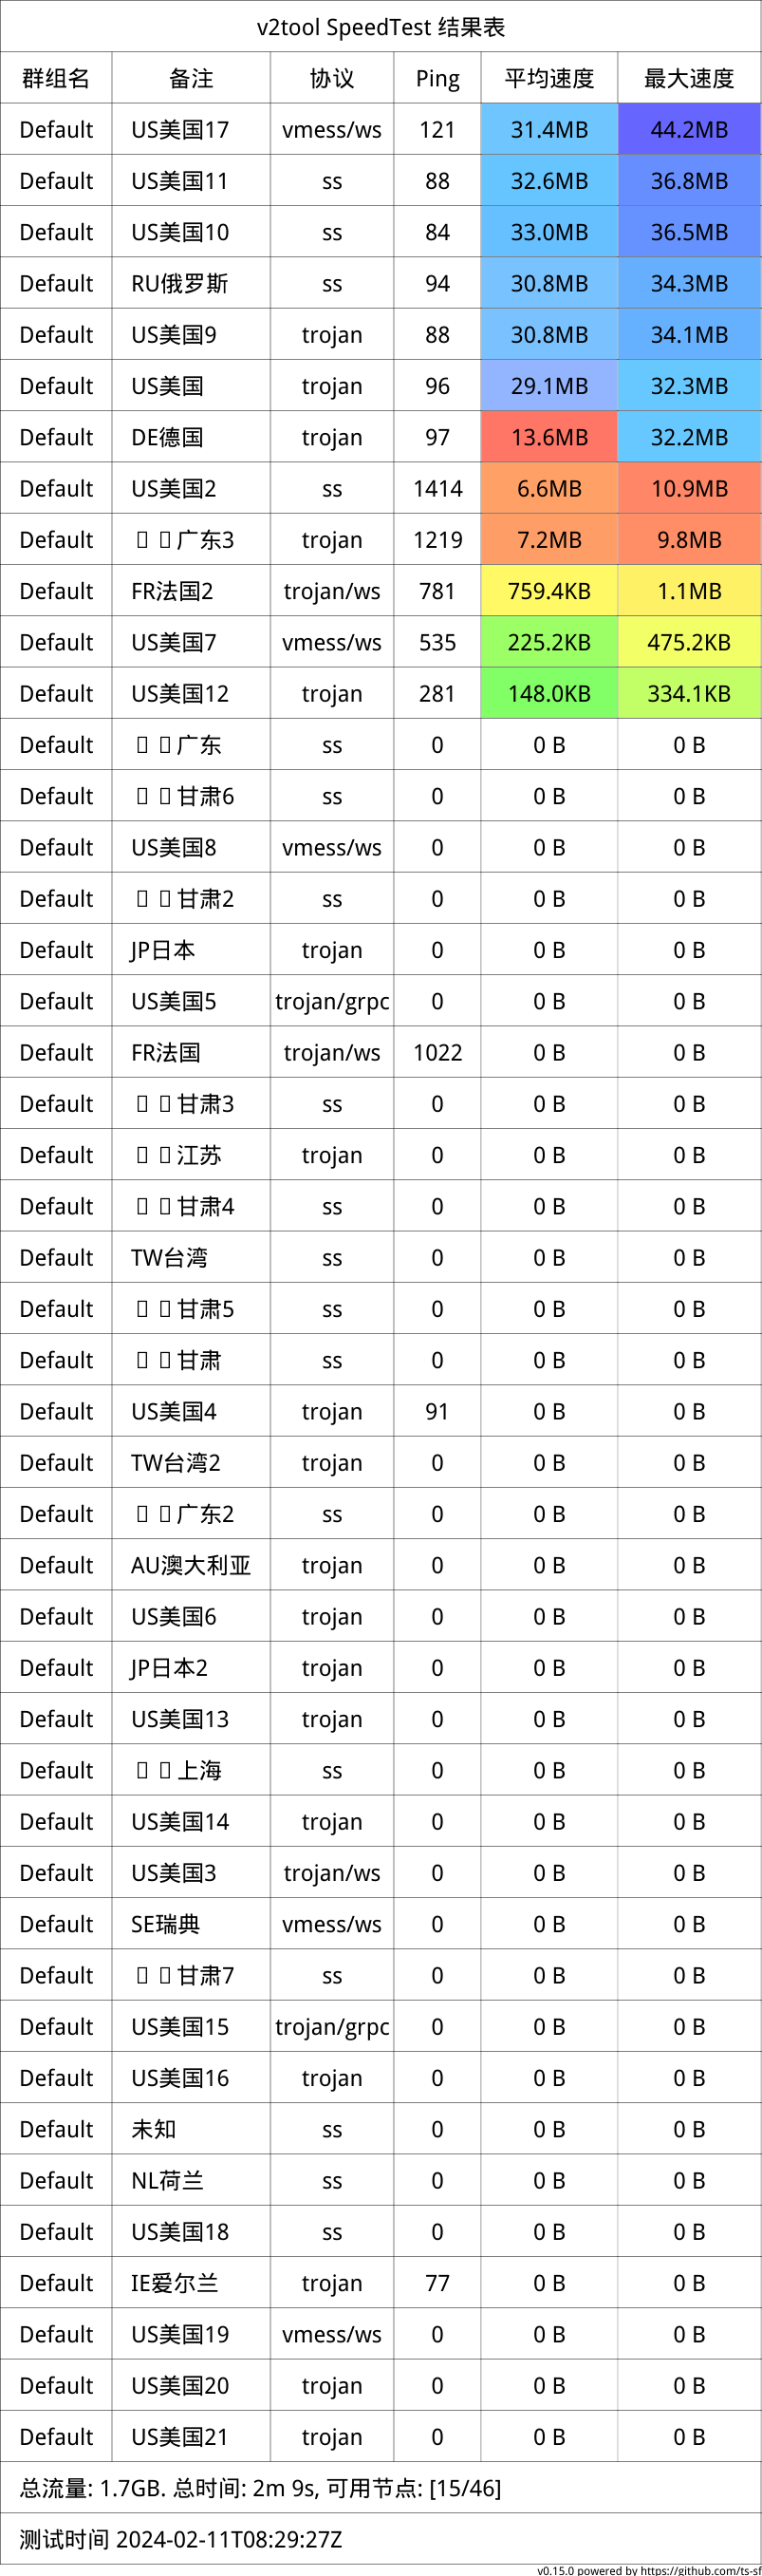 v2tool SpeedTest 结果表
群组名 备注 协议 Ping 平均速度 最大速度
Default US美国17 vmess/ws 121 31.4MB 44.2MB
Default US美国11 ss 88 32.6MB 36.8MB
Default US美国10 ss 84 33.0MB 36.5MB
Default RU俄罗斯 ss 94 30.8MB 34.3MB
Default US美国9 trojan 88 30.8MB 34.1MB
Default US美国 trojan 96 29.1MB 32.3MB
Default DE德国 trojan 97 13.6MB 32.2MB
Default US美国2 ss 1414 6.6MB 10.9MB
Default 广东3 trojan 1219 7.2MB 9.8MB
Default FR法国2 trojan/ws 781 759.4KB 1.1MB
Default US美国7 vmess/ws 535 225.2KB 475.2KB
Default US美国12 trojan 281 148.0KB 334.1KB
Default 广东 ss 0 0 B 0 B
Default 甘肃6 ss 0 0 B 0 B
Default US美国8 vmess/ws 0 0 B 0 B
Default 甘肃2 ss 0 0 B 0 B
Default JP日本 trojan 0 0 B 0 B
Default US美国5 trojan/grpc 0 0 B 0 B
Default FR法国 trojan/ws 1022 0 B 0 B
Default 甘肃3 ss 0 0 B 0 B
Default 江苏 trojan 0 0 B 0 B
Default 甘肃4 ss 0 0 B 0 B
Default TW台湾 ss 0 0 B 0 B
Default 甘肃5 ss 0 0 B 0 B
Default 甘肃 ss 0 0 B 0 B
Default US美国4 trojan 91 0 B 0 B
Default TW台湾2 trojan 0 0 B 0 B
Default 广东2 ss 0 0 B 0 B
Default AU澳大利亚 trojan 0 0 B 0 B
Default US美国6 trojan 0 0 B 0 B
Default JP日本2 trojan 0 0 B 0 B
Default US美国13 trojan 0 0 B 0 B
Default 上海 ss 0 0 B 0 B
Default US美国14 trojan 0 0 B 0 B
Default US美国3 trojan/ws 0 0 B 0 B
Default SE瑞典 vmess/ws 0 0 B 0 B
Default 甘肃7 ss 0 0 B 0 B
Default US美国15 trojan/grpc 0 0 B 0 B
Default US美国16 trojan 0 0 B 0 B
Default 未知 ss 0 0 B 0 B
Default NL荷兰 ss 0 0 B 0 B
Default US美国18 ss 0 0 B 0 B
Default IE爱尔兰 trojan 77 0 B 0 B
Default US美国19 vmess/ws 0 0 B 0 B
Default US美国20 trojan 0 0 B 0 B
Default US美国21 trojan 0 0 B 0 B
总流量: 1.7GB. 总时间: 2m 9s, 可用节点: [15/46]
测试时间 2024-02-11T08:29:27Z
v0.15.0 powered by https://github.com/ts-sf